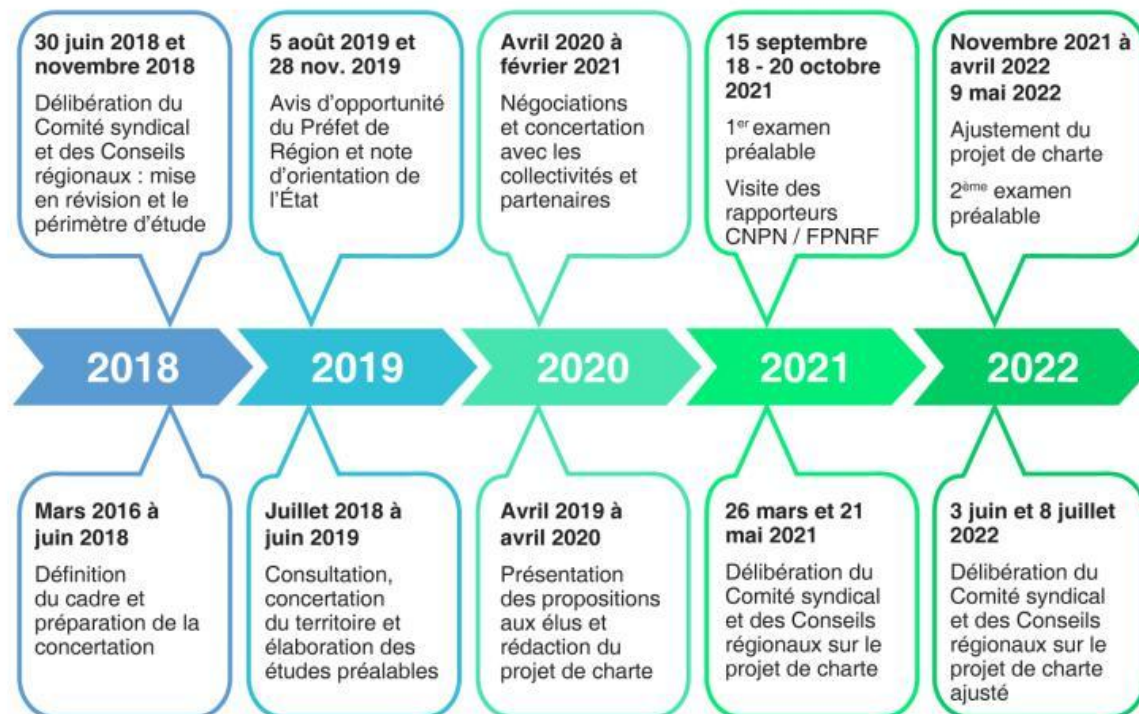 30 juin 2018 et
novembre 2018
Délibération du
Comité syndical
et des Conseils
régionaux : mise
en révision et le
périmètre d’étude
5 août 2019 et
28 nov. 2019
Avis d’opportunité
du Préfet de
Région et note
d’orientation de
l’État
Avril 2020 à
février 2021
Négociations
et concertation
avec les
collectivités et
partenaires
15 septembre
18 - 20 octobre
2021
1er examen
préalable
Visite des
rapporteurs
CNPN / FPNRF
Novembre 2021 à
avril 2022
9 mai 2022
Ajustement du
projet de charte
2ème examen
préalable
2018
2019
2020
2021
2022
Mars 2016 à
juin 2018
Définition
du cadre et
préparation de la
concertation
Juillet 2018 à
juin 2019
Consultation,
concertation
du territoire et
élaboration des
études préalables
Avril 2019 à
avril 2020
Présentation
des propositions
aux élus et
rédaction du
projet de charte
26 mars et 21
mai 2021
Délibération du
Comité syndical
et des Conseils
régionaux sur le
projet de charte
3 juin et 8 juillet
2022
Délibération du
Comité syndical
et des Conseils
régionaux sur le
projet de charte
ajusté